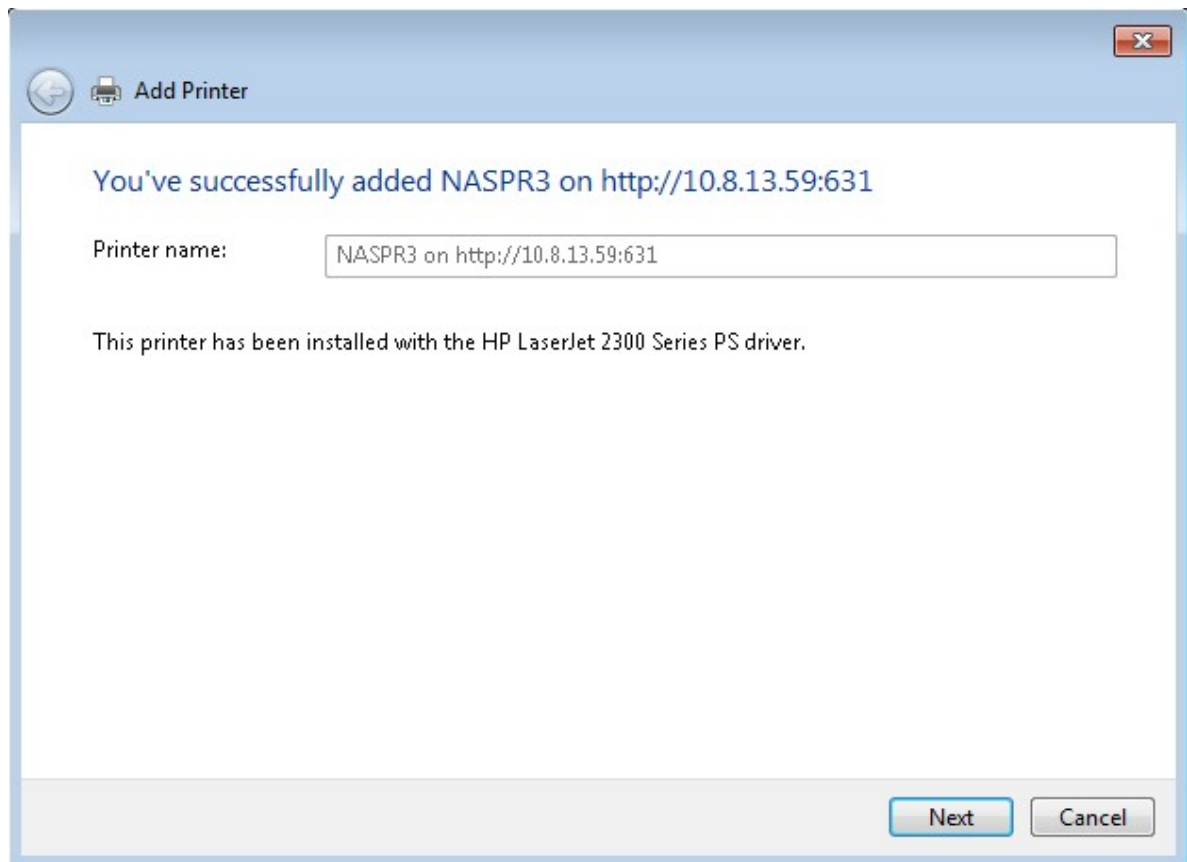 Add Printer
You've successfully added NASPR3 on http://10.8.13.59:631
Printer name: NASPR3 on http://10.8.13.59:631
This printer has been installed with the HP LaserJet 2300 Series PS driver.
Next Cancel